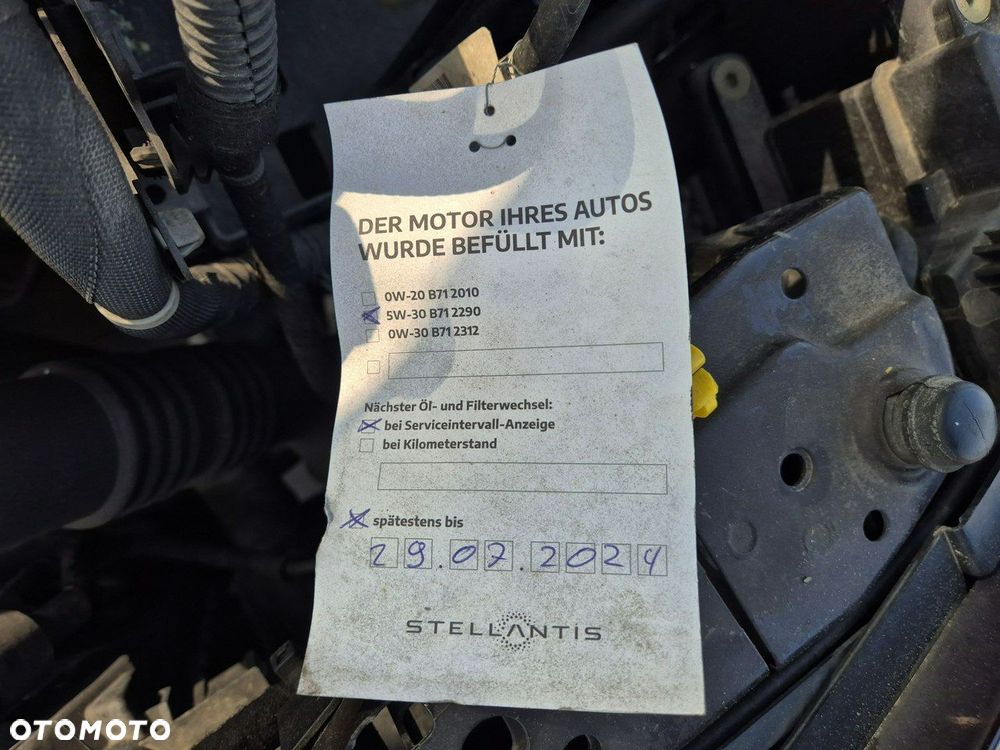 DER MOTOR IHRES AUTOS
WURDE BEFÜLLT MIT:
0W-20 B71 2010
5W-30 B71 2290
0W-30 B71 2312
Nächster Öl- und Filterwechsel:
bei Serviceintervall-Anzeige
bei Kilometerstand
spätestens bis
29.07.2024
STELLANTIS
OTOMOTO